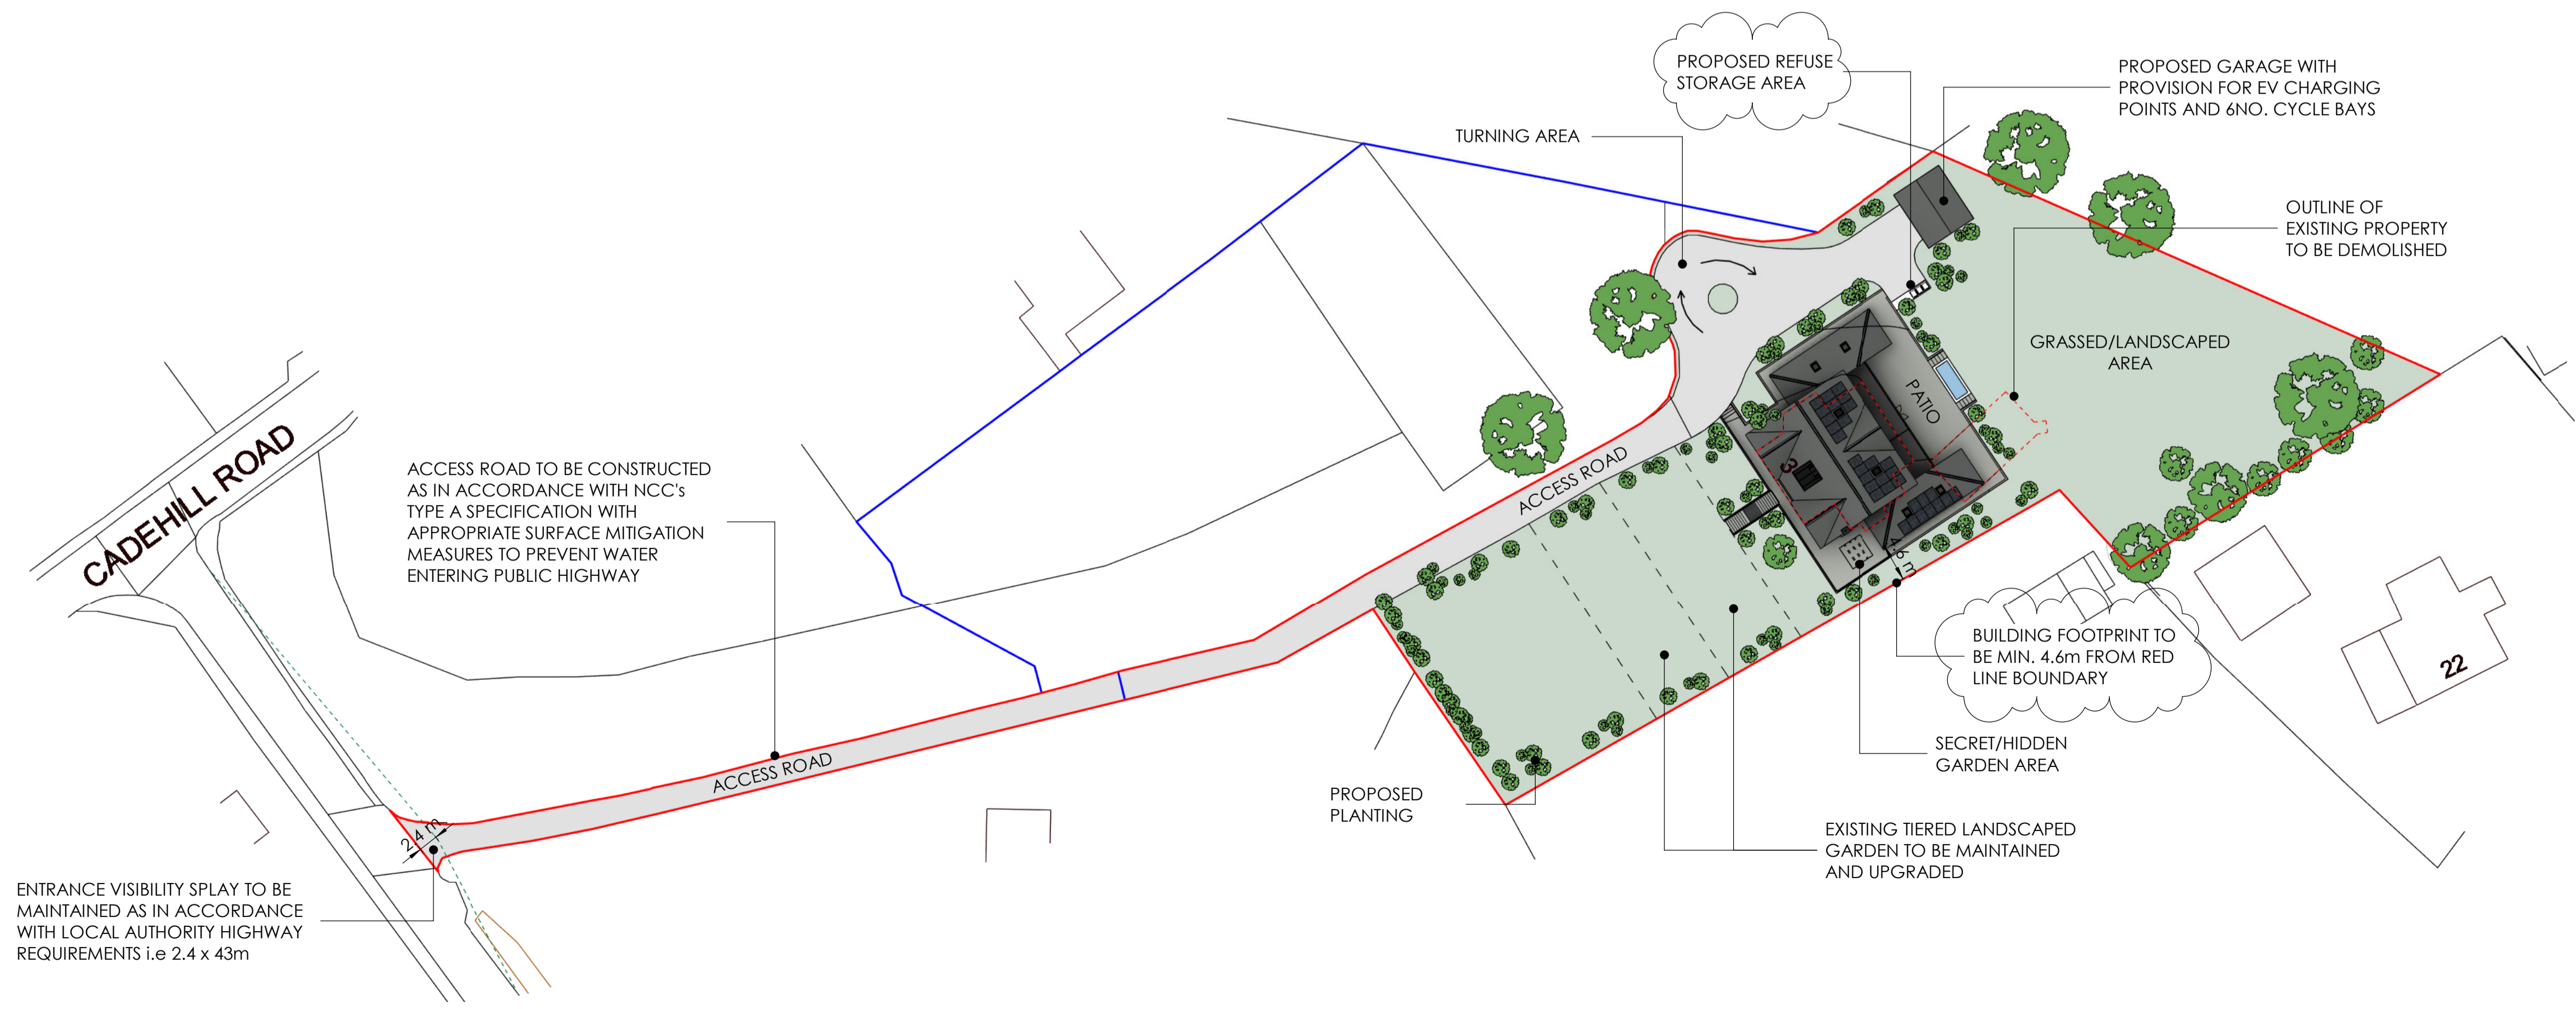 PROPOSED REFUSE
STORAGE AREA
PROPOSED GARAGE WITH
PROVISION FOR EV CHARGING
POINTS AND 6NO. CYCLE BAYS
TURNING AREA
OUTLINE OF
EXISTING PROPERTY
TO BE DEMOLISHED
GRASSED/LANDSCAPED
AREA
PATIO
3
CADEHILL ROAD
ACCESS ROAD TO BE CONSTRUCTED
AS IN ACCORDANCE WITH NCC's
TYPE A SPECIFICATION WITH
APPROPRIATE SURFACE MITIGATION
MEASURES TO PREVENT WATER
ENTERING PUBLIC HIGHWAY
ACCESS ROAD
4.6 m
BUILDING FOOTPRINT TO
BE MIN. 4.6m FROM RED
LINE BOUNDARY
22
SECRET/HIDDEN
GARDEN AREA
ACCESS ROAD
PROPOSED
PLANTING
EXISTING TIERED LANDSCAPED
GARDEN TO BE MAINTAINED
AND UPGRADED
2.4 m
ENTRANCE VISIBILITY SPLAY TO BE
MAINTAINED AS IN ACCORDANCE
WITH LOCAL AUTHORITY HIGHWAY
REQUIREMENTS i.e 2.4 x 43m